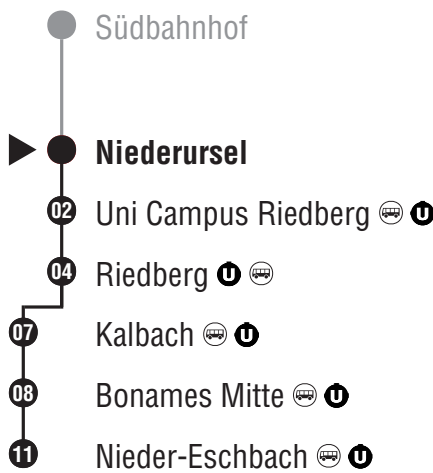 Südbahnhof
Niederursel
02 Uni Campus Riedberg U
04 Riedberg U
07 Kalbach U
08 Bonames Mitte U
11 Nieder-Eschbach U